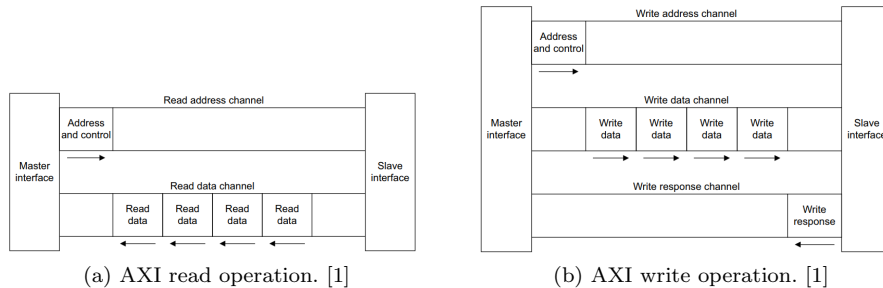 Read address channel
Address
and control
Master
interface
Slave
interface
Read data channel
Read
data
Read
data
Read
data
Read
data
(a) AXI read operation. [1]
Write address channel
Address
and control
Master
interface
Slave
interface
Write data channel
Write
data
Write
data
Write
data
Write
data
Write response channel
Write
response
(b) AXI write operation. [1]